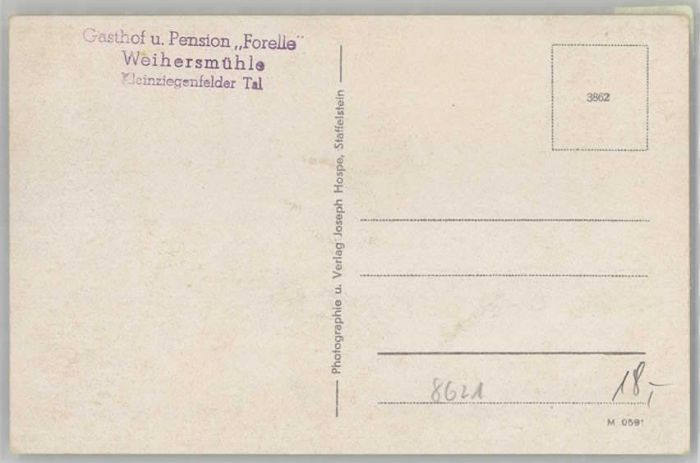 Gasthof u. Pension „Forelle"
Weihersmühle
Kleinziegenfelder Tal
3862
Photographie u. Verlag Joseph Hospe, Staffelstein
8621
18,-
M 0591